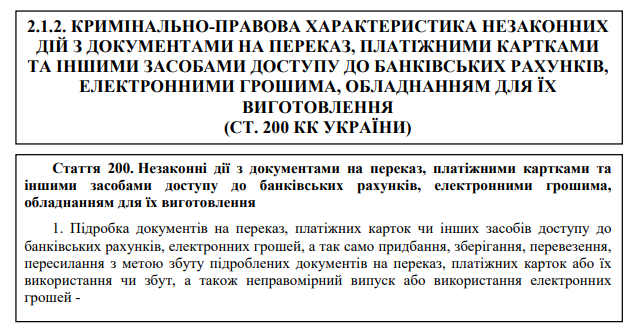 2.1.2. КРИМІНАЛЬНО-ПРАВОВА ХАРАКТЕРИСТИКА НЕЗАКОННИХ
ДІЙ З ДОКУМЕНТАМИ НА ПЕРЕКАЗ, ПЛАТІЖНИМИ КАРТКАМИ
ТА ІНШИМИ ЗАСОБАМИ ДОСТУПУ ДО БАНКІВСЬКИХ РАХУНКІВ,
ЕЛЕКТРОННИМИ ГРОШИМА, ОБЛАДНАННЯМ ДЛЯ ЇХ
ВИГОТОВЛЕННЯ
(СТ. 200 КК УКРАЇНИ)
Стаття 200. Незаконні дії з документами на переказ, платіжними картками та
іншими засобами доступу до банківських рахунків, електронними грошима,
обладнанням для їх виготовлення
1. Підробка документів на переказ, платіжних карток чи інших засобів доступу до
банківських рахунків, електронних грошей, а так само придбання, зберігання, перевезення,
пересилання з метою збуту підроблених документів на переказ, платіжних карток або їх
використання чи збут, а також неправомірний випуск або використання електронних
грошей -